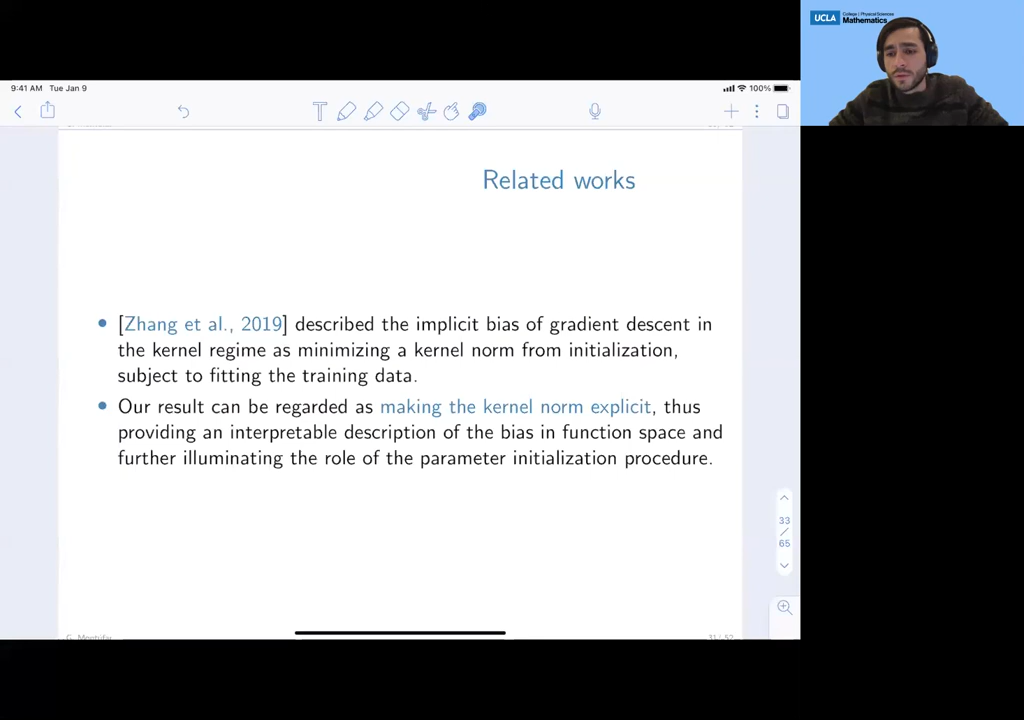 UCLA
College | Physical Sciences
Mathematics
9:41 AM Tue Jan 9
100%
Related works
• [Zhang et al., 2019] described the implicit bias of gradient descent in
the kernel regime as minimizing a kernel norm from initialization,
subject to fitting the training data.
• Our result can be regarded as making the kernel norm explicit, thus
providing an interpretable description of the bias in function space and
further illuminating the role of the parameter initialization procedure.
33
/
65